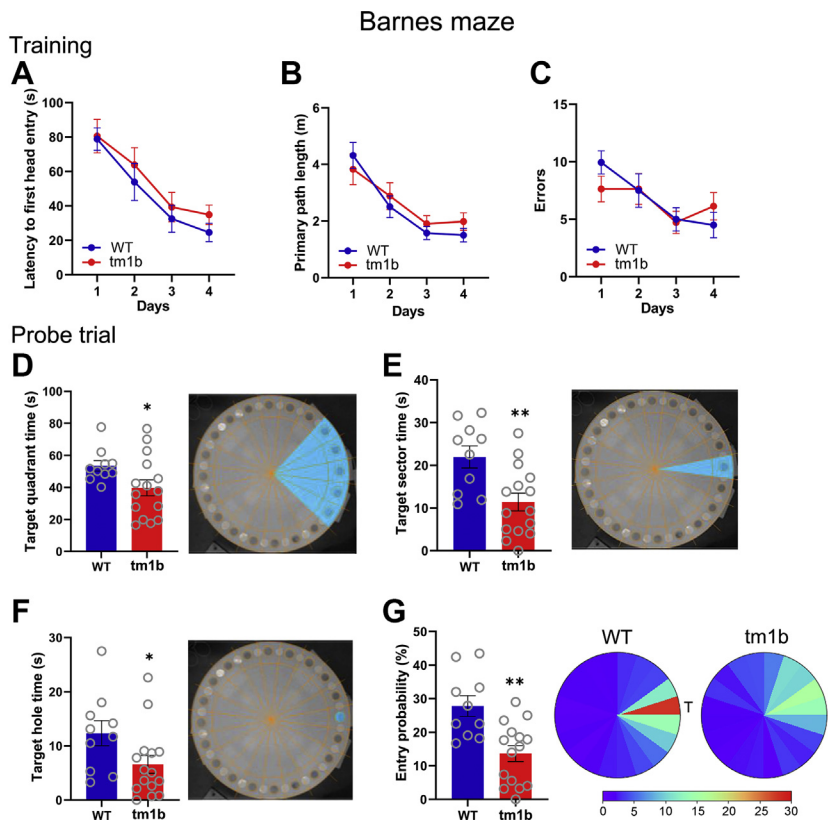 Barnes maze
Training
A
Latency to first head entry (s)
100
80
60
40
20
0
WT
tm1b
1 2 3 4
Days
B
Primary path length (m)
6
4
2
0
WT
tm1b
1 2 3 4
Days
C
Errors
15
10
5
0
WT
tm1b
1 2 3 4
Days
Probe trial
D
Target quadrant time (s)
100
80
60
40
20
0
*
WT tm1b
E
Target sector time (s)
40
30
20
10
0
**
WT tm1b
F
Target hole time (s)
30
20
10
0
*
WT tm1b
G
Entry probability (%)
50
40
30
20
10
0
**
WT tm1b
WT
T
tm1b
0 5 10 15 20 25 30